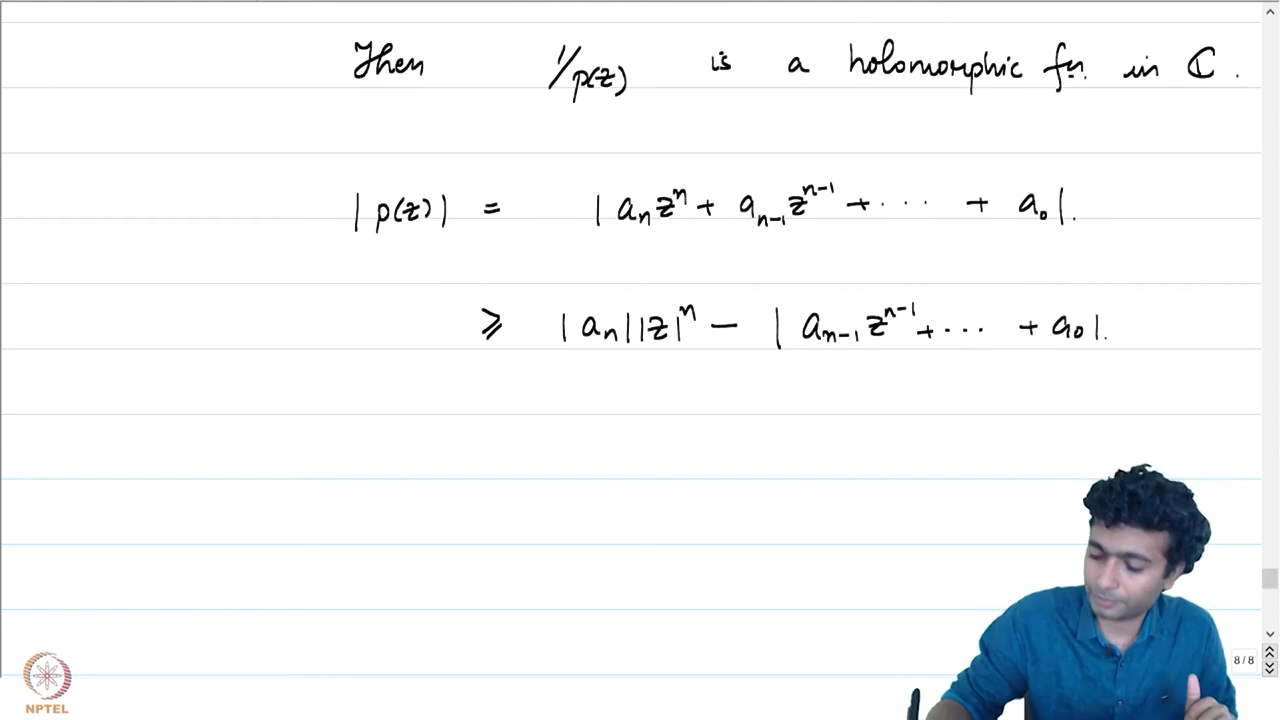 Then 1/p(z) is a holomorphic fn. in ℂ.
|p(z)| = |aₙzⁿ + aₙ₋₁zⁿ⁻¹ + ···· + a₀|.
≥ |aₙ||z|ⁿ − |aₙ₋₁zⁿ⁻¹ + ··· + a₀|.
8/8
NPTEL